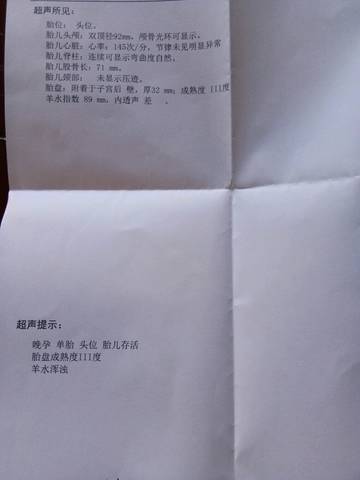 超声所见:
胎位: 头位。
胎儿头颅: 双顶径92mm, 颅骨光环可显示。
胎儿心脏: 心率: 145次/分, 节律未见明显异常
胎儿脊柱: 连续可显示弯曲度自然。
胎儿股骨长: 71 mm。
胎儿颈部: 未显示压迹。
胎盘: 附着于子宫后 壁, 厚32 mm; 成熟度 III度
羊水指数 89 mm, 内透声 差 。
超声提示:
晚孕 单胎 头位 胎儿存活
胎盘成熟度III度
羊水浑浊